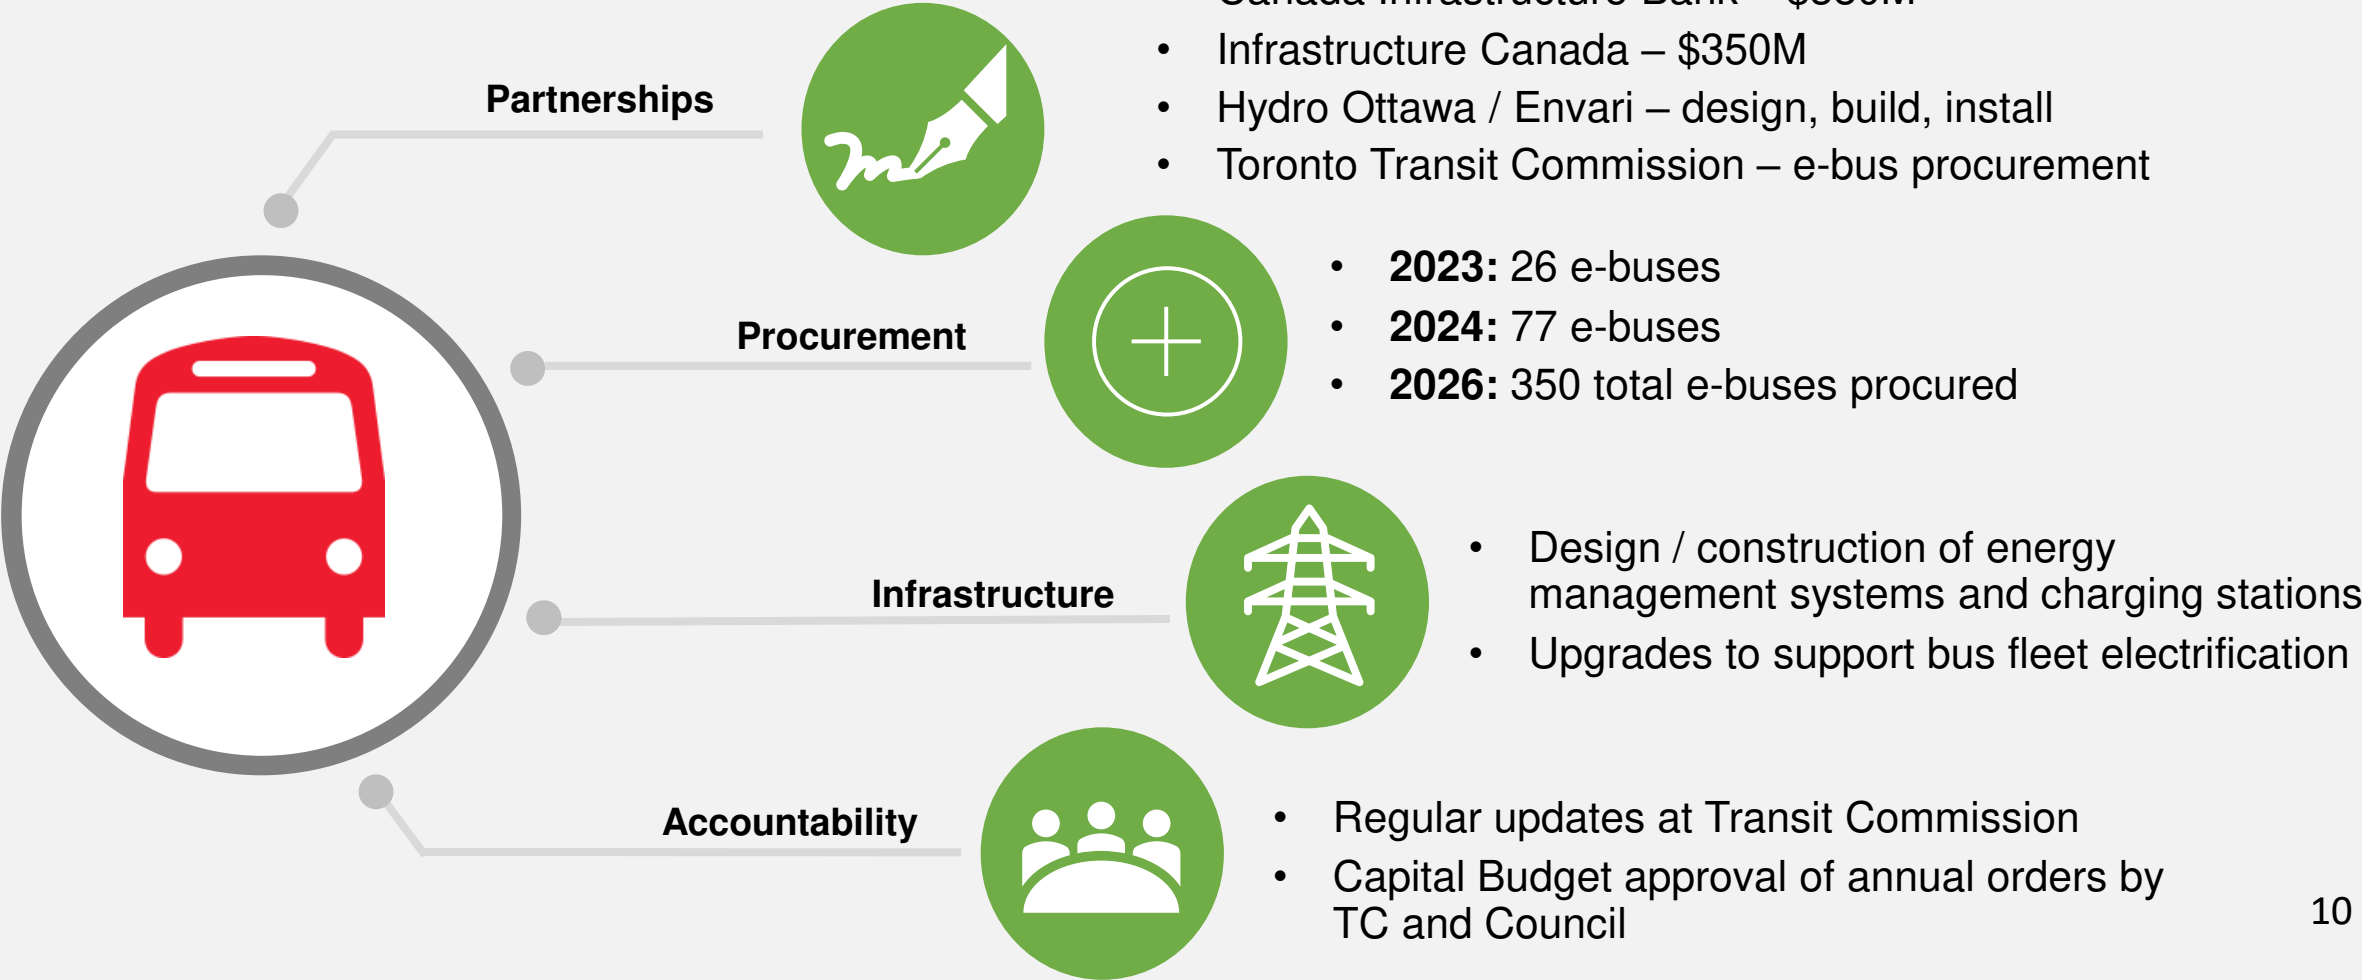 Canada Infrastructure Bank –
Partnerships
• Infrastructure Canada – $350M
• Hydro Ottawa / Envari – design, build, install
• Toronto Transit Commission – e-bus procurement
Procurement
• 2023: 26 e-buses
• 2024: 77 e-buses
• 2026: 350 total e-buses procured
Infrastructure
• Design / construction of energy
management systems and charging stations
• Upgrades to support bus fleet electrification
Accountability
• Regular updates at Transit Commission
• Capital Budget approval of annual orders by
TC and Council
10